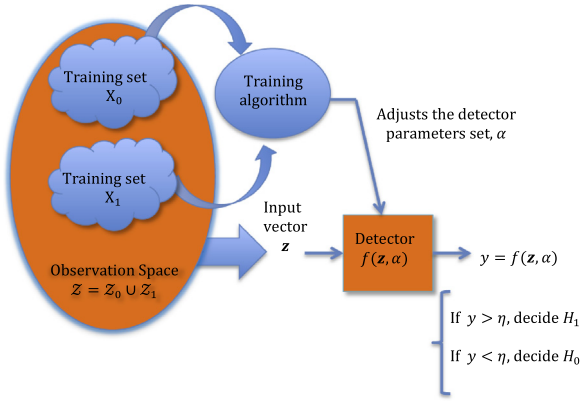 Training set
X₀
Training
algorithm
Adjusts the detector
parameters set, α
Training set
X₁
Input
vector
𝒛
Observation Space
𝒵 = 𝒵₀ ∪ 𝒵₁
Detector
f(𝒛, α)
y = f(𝒛, α)
If y > η, decide H₁
If y < η, decide H₀